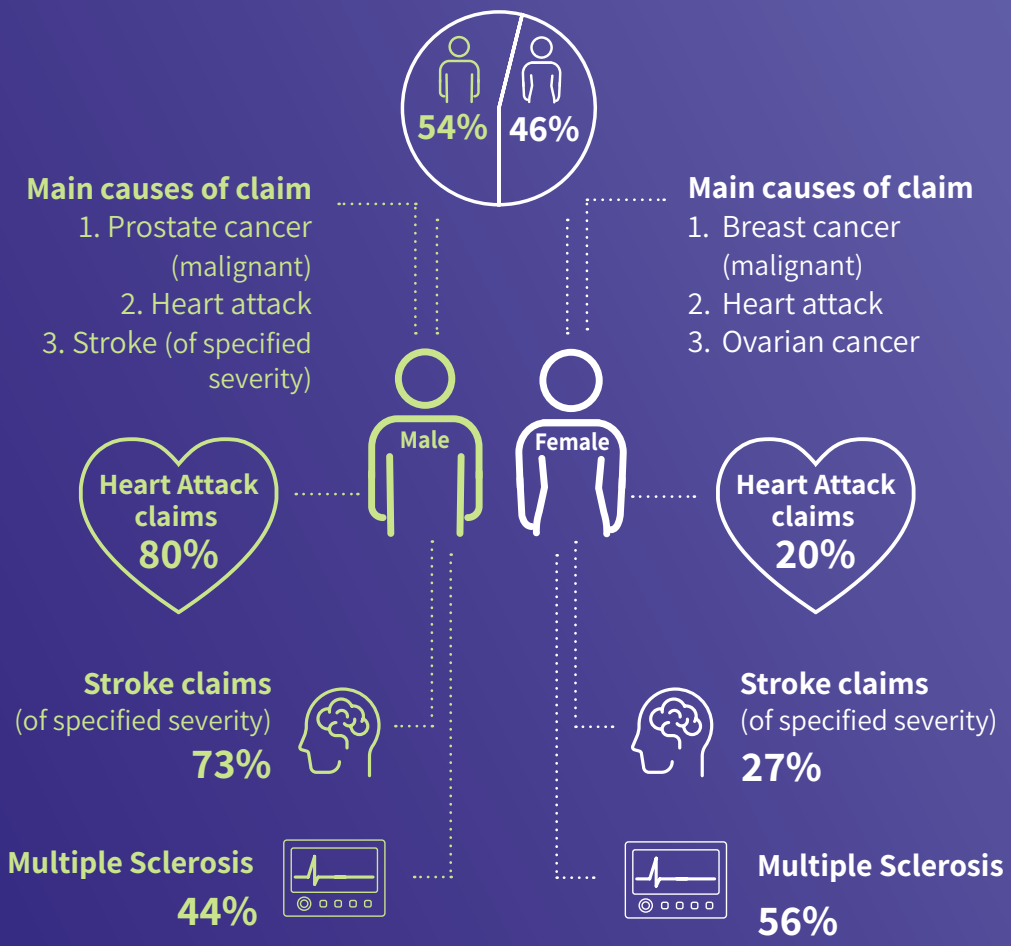 54%
46%
Main causes of claim
1. Prostate cancer
(malignant)
2. Heart attack
3. Stroke (of specified
severity)
Main causes of claim
1. Breast cancer
(malignant)
2. Heart attack
3. Ovarian cancer
Male
Female
Heart Attack
claims
80%
Heart Attack
claims
20%
Stroke claims
(of specified severity)
73%
Stroke claims
(of specified severity)
27%
Multiple Sclerosis
44%
Multiple Sclerosis
56%